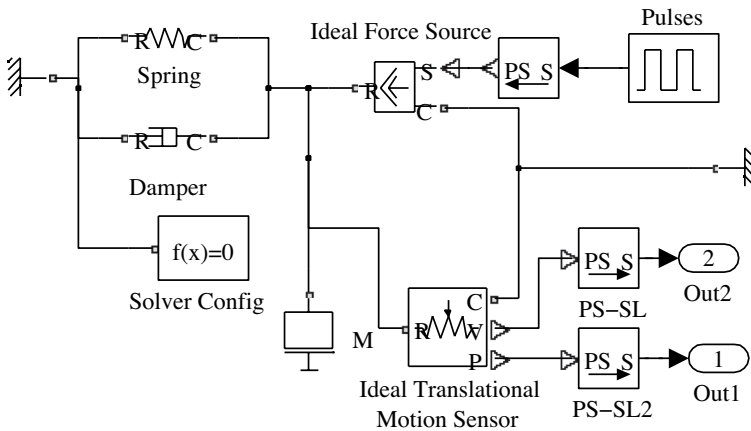 Ideal Force Source
Pulses
R C
Spring
R
S
C
PS S
R C
Damper
f(x)=0
Solver Config
M
C
R
V
P
Ideal Translational
Motion Sensor
PS S
PS−SL
2
Out2
PS S
PS−SL2
1
Out1